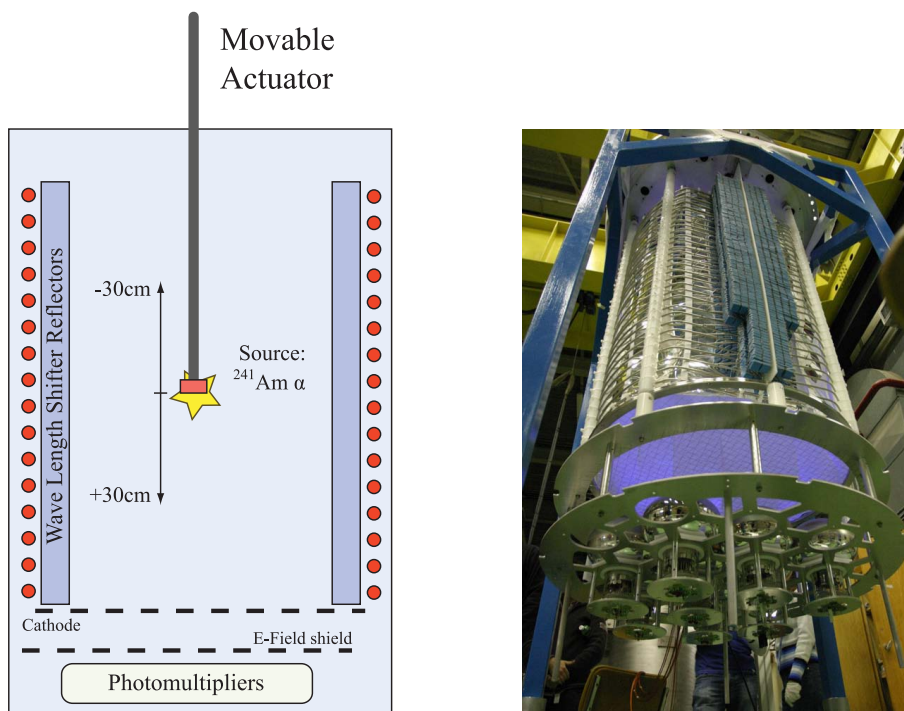 Movable
Actuator
-30cm
Source:
²⁴¹Am α
Wave Length Shifter Reflectors
+30cm
Cathode
E-Field shield
Photomultipliers